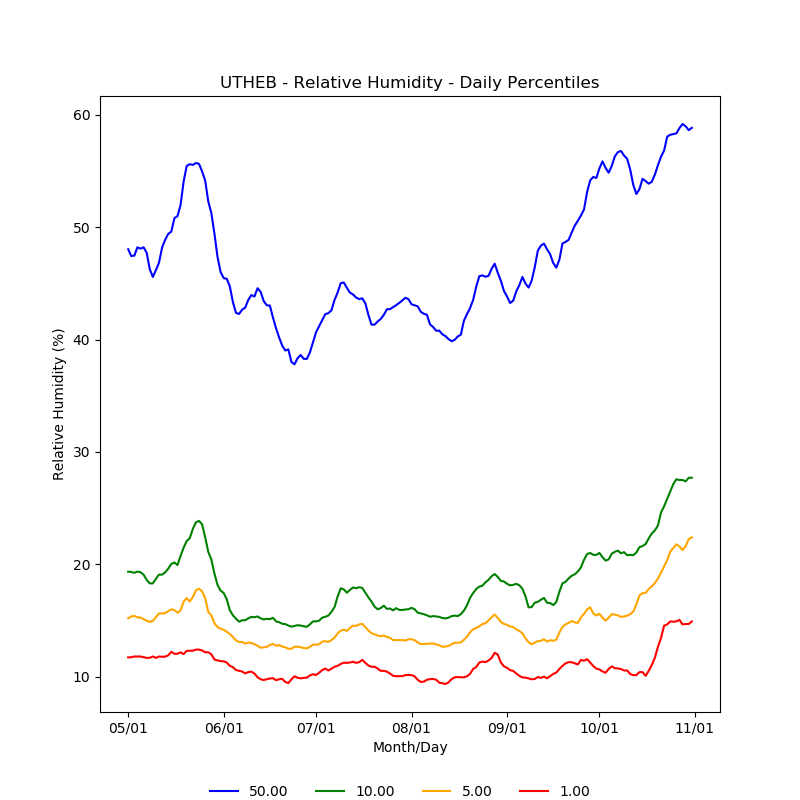 UTHEB - Relative Humidity - Daily Percentiles
60
50
40
30
20
10
Relative Humidity (%)
05/01 06/01 07/01 08/01 09/01 10/01 11/01
Month/Day
50.00 10.00 5.00 1.00